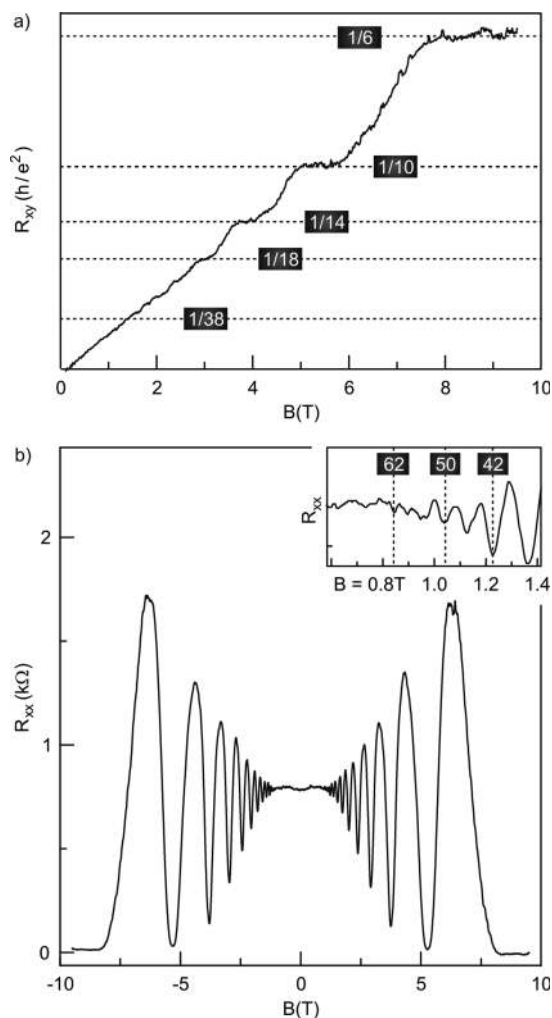 a)
1/6
1/10
1/14
1/18
1/38
R_xy (h/e²)
0 2 4 6 8 10
B(T)
b)
62 50 42
R_xx
B = 0.8T 1.0 1.2 1.4
2
1
0
R_xx (kΩ)
-10 -5 0 5 10
B(T)